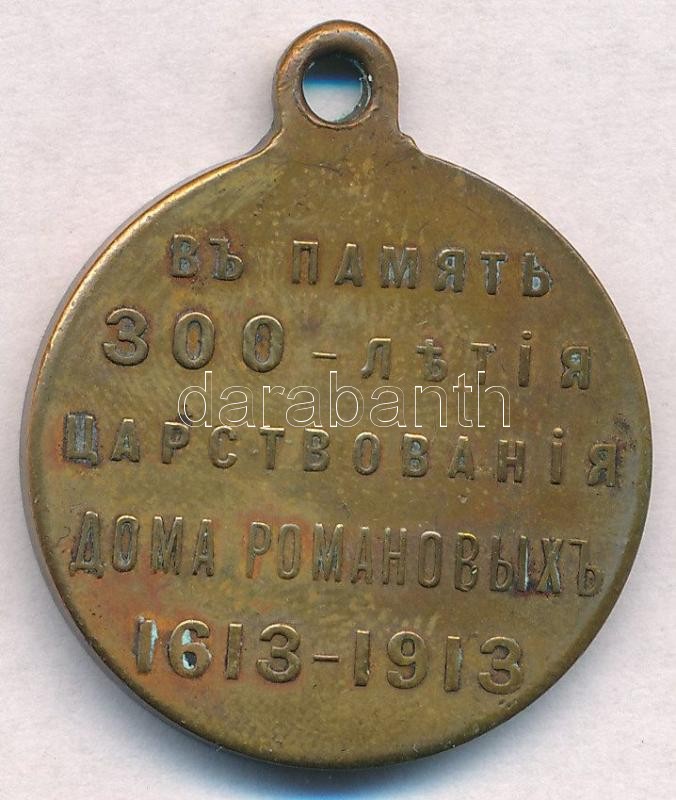 ВЪ ПАМЯТЬ
300-ЛѢТІЯ
darabanth
ЦАРСТВОВАНІЯ
ДОМА РОМАНОВЫХЪ
1613-1913